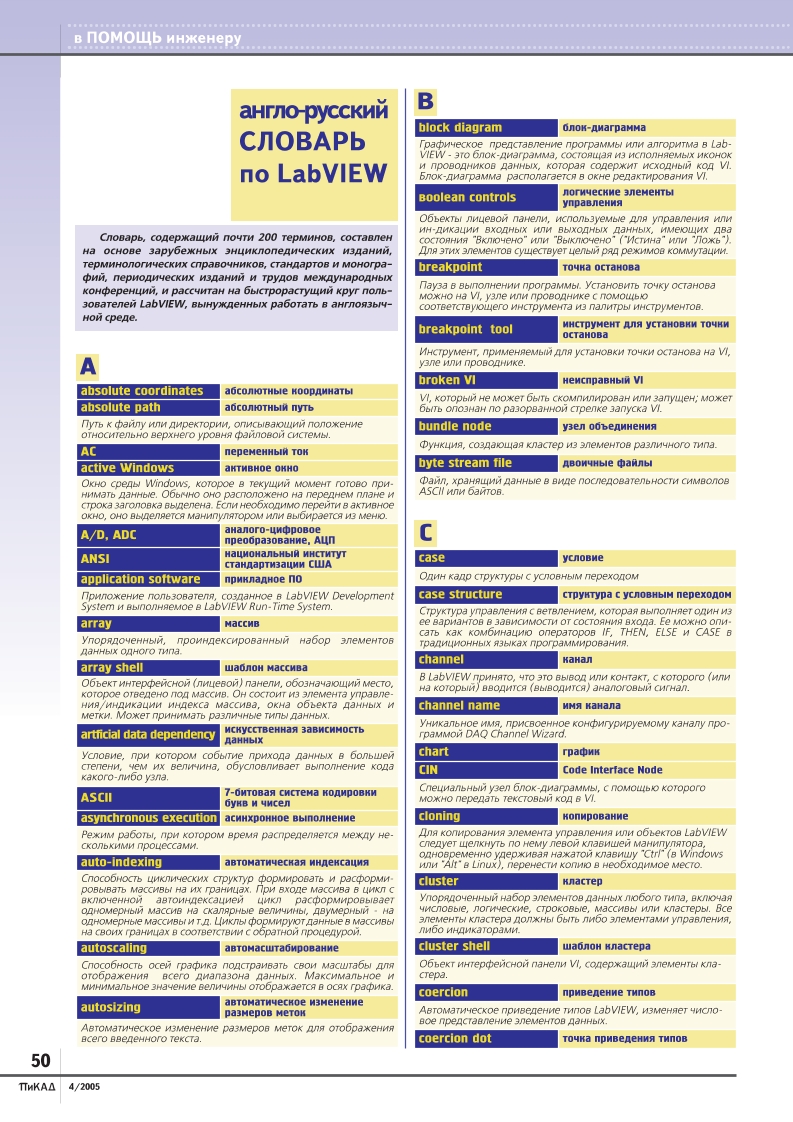 в ПОМОЩЬ инженеру
англо-русский
СЛОВАРЬ
по LabVIEW
Словарь, содержащий почти 200 терминов, составлен
на основе зарубежных энциклопедических изданий,
терминологических справочников, стандартов и моногра-
фий, периодических изданий и трудов международных
конференций, и рассчитан на быстрорастущий круг поль-
зователей LabVIEW, вынужденных работать в англоязыч-
ной среде.
A
absolute coordinates абсолютные координаты
absolute path абсолютный путь
Путь к файлу или директории, описывающий положение
относительно верхнего уровня файловой системы.
AC переменный ток
active Windows активное окно
Окно среды Windows, которое в текущий момент готово при-
нимать данные. Обычно оно расположено на переднем плане и
строка заголовка выделена. Если необходимо перейти в активное
окно, оно выделяется манипулятором или выбирается из меню.
A/D, ADC аналого-цифровое
преобразование, АЦП
ANSI национальный институт
стандартизации США
application software прикладное ПО
Приложение пользователя, созданное в LabVIEW Development
System и выполняемое в LabVIEW Run-Time System.
array массив
Упорядоченный, проиндексированный набор элементов
данных одного типа.
array shell шаблон массива
Объект интерфейсной (лицевой) панели, обозначающий место,
которое отведено под массив. Он состоит из элемента управле-
ния/индикации индекса массива, окна объекта данных и
метки. Может принимать различные типы данных.
artficial data dependency искусственная зависимость
данных
Условие, при котором событие прихода данных в большей
степени, чем их величина, обусловливает выполнение кода
какого-либо узла.
ASCII 7-битовая система кодировки
букв и чисел
asynchronous execution асинхронное выполнение
Режим работы, при котором время распределяется между не-
сколькими процессами.
auto-indexing автоматическая индексация
Способность циклических структур формировать и расформи-
ровывать массивы на их границах. При входе массива в цикл с
включенной автоиндексацией цикл расформировывает
одномерный массив на скалярные величины, двумерный - на
одномерные массивы и т.д. Циклы формируют данные в массивы
на своих границах в соответствии с обратной процедурой.
autoscaling автомасштабирование
Способность осей графика подстраивать свои масштабы для
отображения всего диапазона данных. Максимальное и
минимальное значение величины отображается в осях графика.
autosizing автоматическое изменение
размеров меток
Автоматическое изменение размеров меток для отображения
всего введенного текста.
B
block diagram блок-диаграмма
Графическое представление программы или алгоритма в Lab-
VIEW - это блок-диаграмма, состоящая из исполняемых иконок
и проводников данных, которая содержит исходный код VI.
Блок-диаграмма располагается в окне редактирования VI.
Boolean controls логические элементы
управления
Объекты лицевой панели, используемые для управления или
ин-дикации входных или выходных данных, имеющих два
состояния "Включено" или "Выключено" ("Истина" или "Ложь").
Для этих элементов существует целый ряд режимов коммутации.
breakpoint точка останова
Пауза в выполнении программы. Установить точку останова
можно на VI, узле или проводнике с помощью
соответствующего инструмента из палитры инструментов.
breakpoint tool инструмент для установки точки
останова
Инструмент, применяемый для установки точки останова на VI,
узле или проводнике.
broken VI неисправный VI
VI, который не может быть скомпилирован или запущен; может
быть опознан по разорванной стрелке запуска VI.
bundle node узел объединения
Функция, создающая кластер из элементов различного типа.
byte stream file двоичные файлы
Файл, хранящий данные в виде последовательности символов
ASCII или байтов.
C
case условие
Один кадр структуры с условным переходом
case structure структура с условным переходом
Структура управления с ветвлением, которая выполняет один из
ее вариантов в зависимости от состояния входа. Ее можно опи-
сать как комбинацию операторов IF, THEN, ELSE и CASE в
традиционных языках программирования.
channel канал
В LabVIEW принято, что это вывод или контакт, с которого (или
на который) вводится (выводится) аналоговый сигнал.
channel name имя канала
Уникальное имя, присвоенное конфигурируемому каналу про-
граммой DAQ Channel Wizard.
chart график
CIN Code Interface Node
Специальный узел блок-диаграммы, с помощью которого
можно передать текстовый код в VI.
cloning копирование
Для копирования элемента управления или объектов LabVIEW
следует щелкнуть по нему левой клавишей манипулятора,
одновременно удерживая нажатой клавишу "Ctrl" (в Windows
или "Alt" в Linux), перенести копию в необходимое место.
cluster кластер
Упорядоченный набор элементов данных любого типа, включая
числовые, логические, строковые, массивы или кластеры. Все
элементы кластера должны быть либо элементами управления,
либо индикаторами.
cluster shell шаблон кластера
Объект интерфейсной панели VI, содержащий элементы кла-
стера.
coercion приведение типов
Автоматическое приведение типов LabVIEW, изменяет число-
вое представление элементов данных.
coercion dot точка приведения типов
50
ПиКАД 4/2005